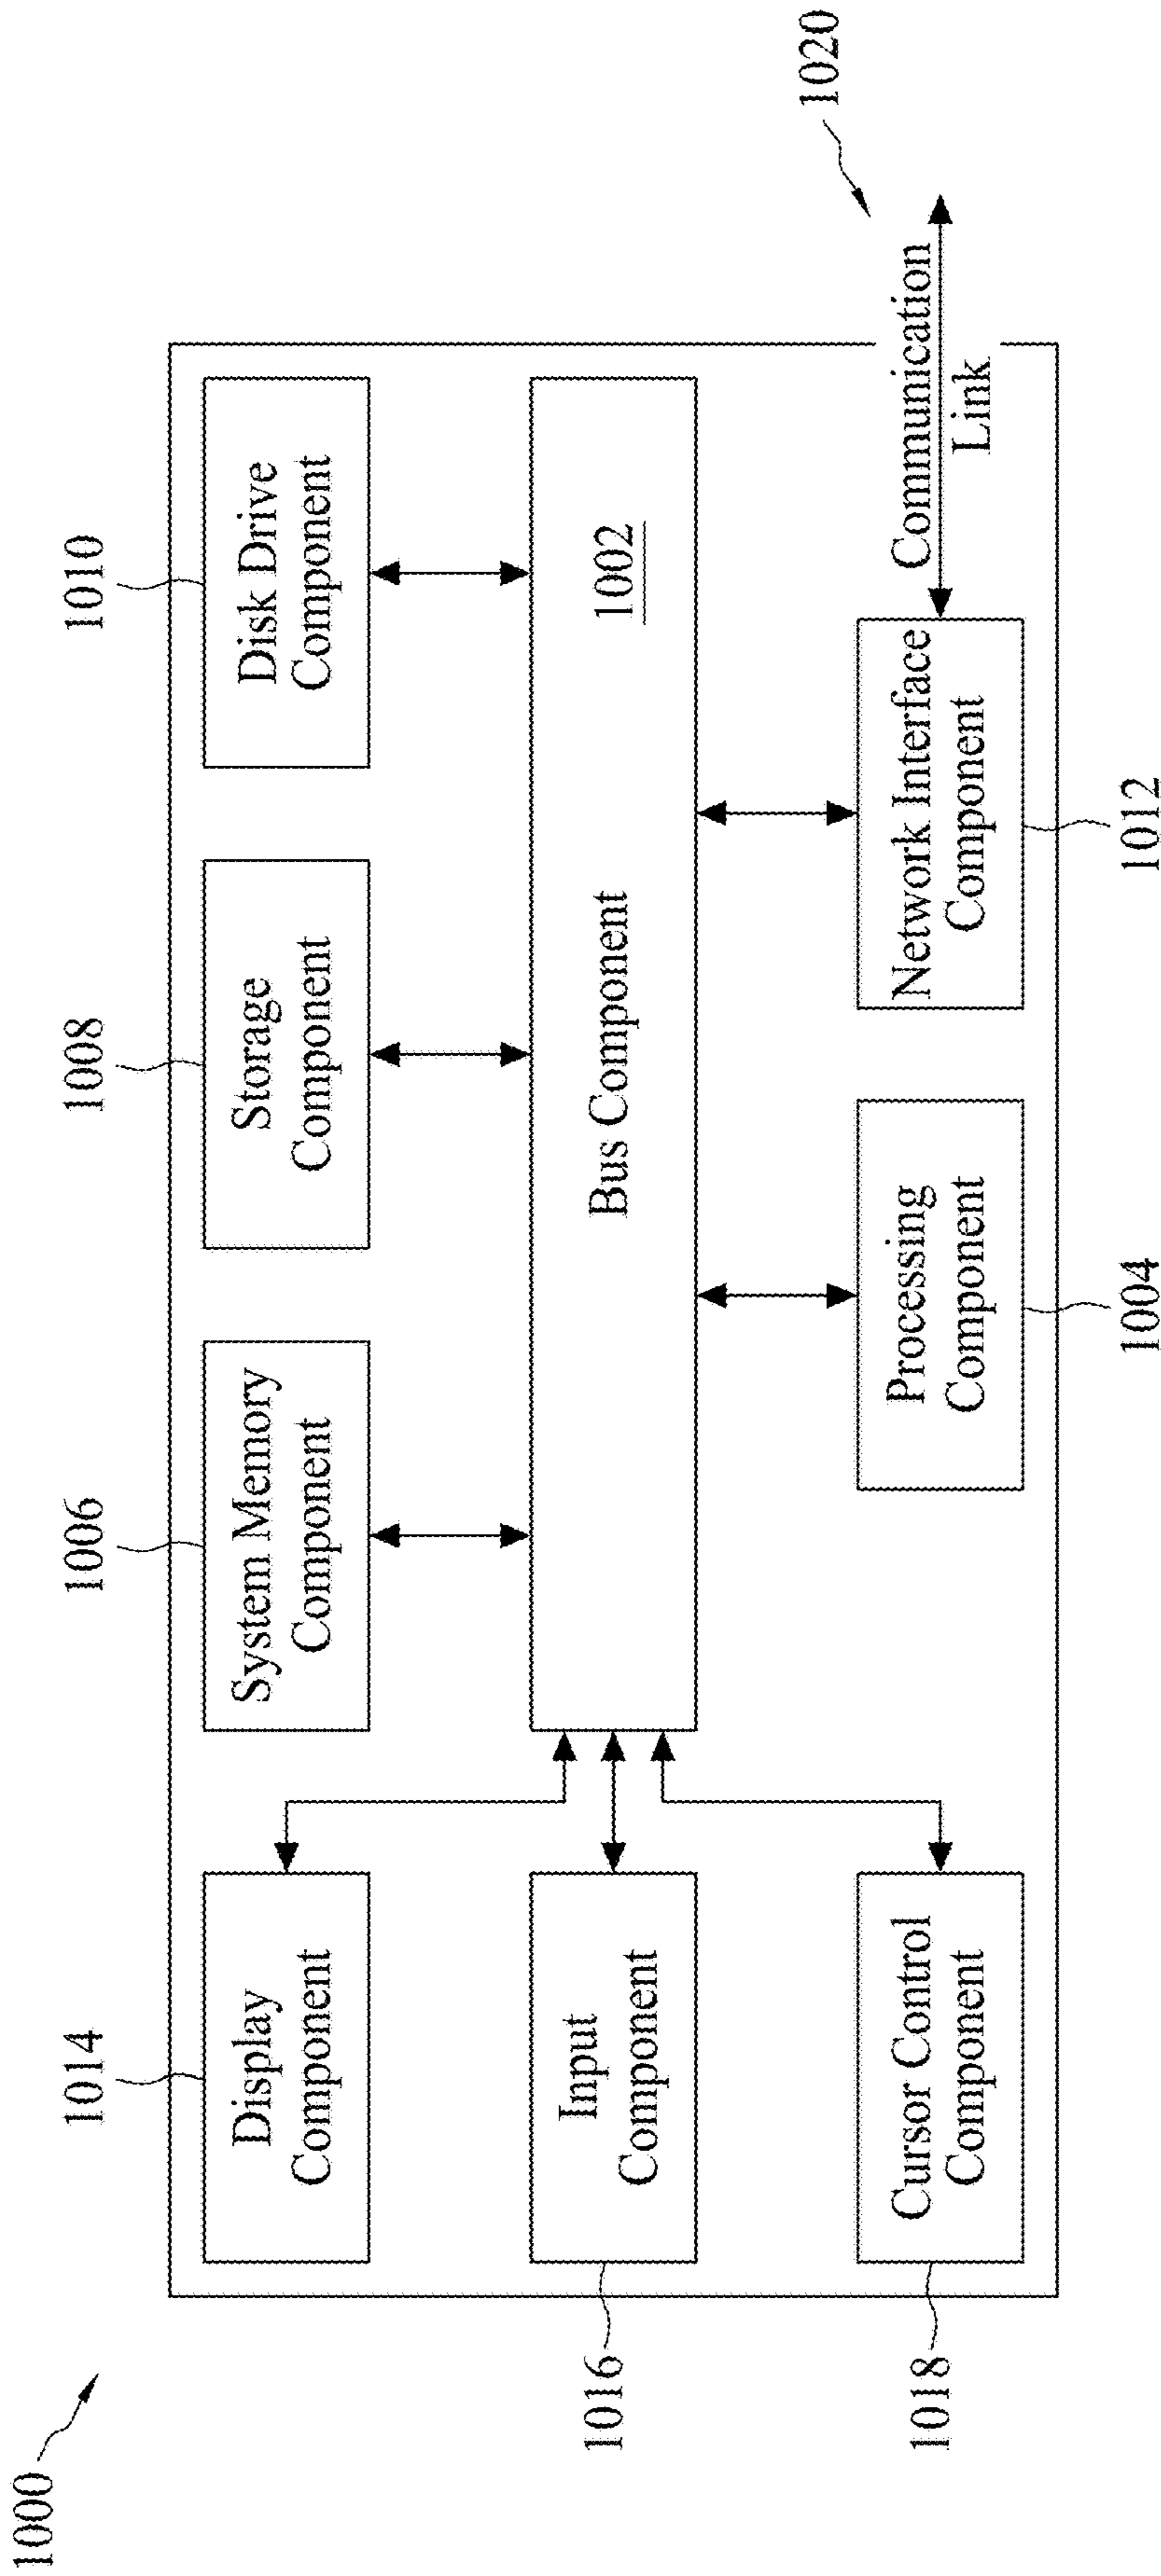 1000
1014
1006
1008
1010
Display
Component
System Memory
Component
Storage
Component
Disk Drive
Component
Input
Component
Bus Component
1002
Cursor Control
Component
Processing
Component
Network Interface
Component
Communication
Link
1020
1016
1018
1004
1012